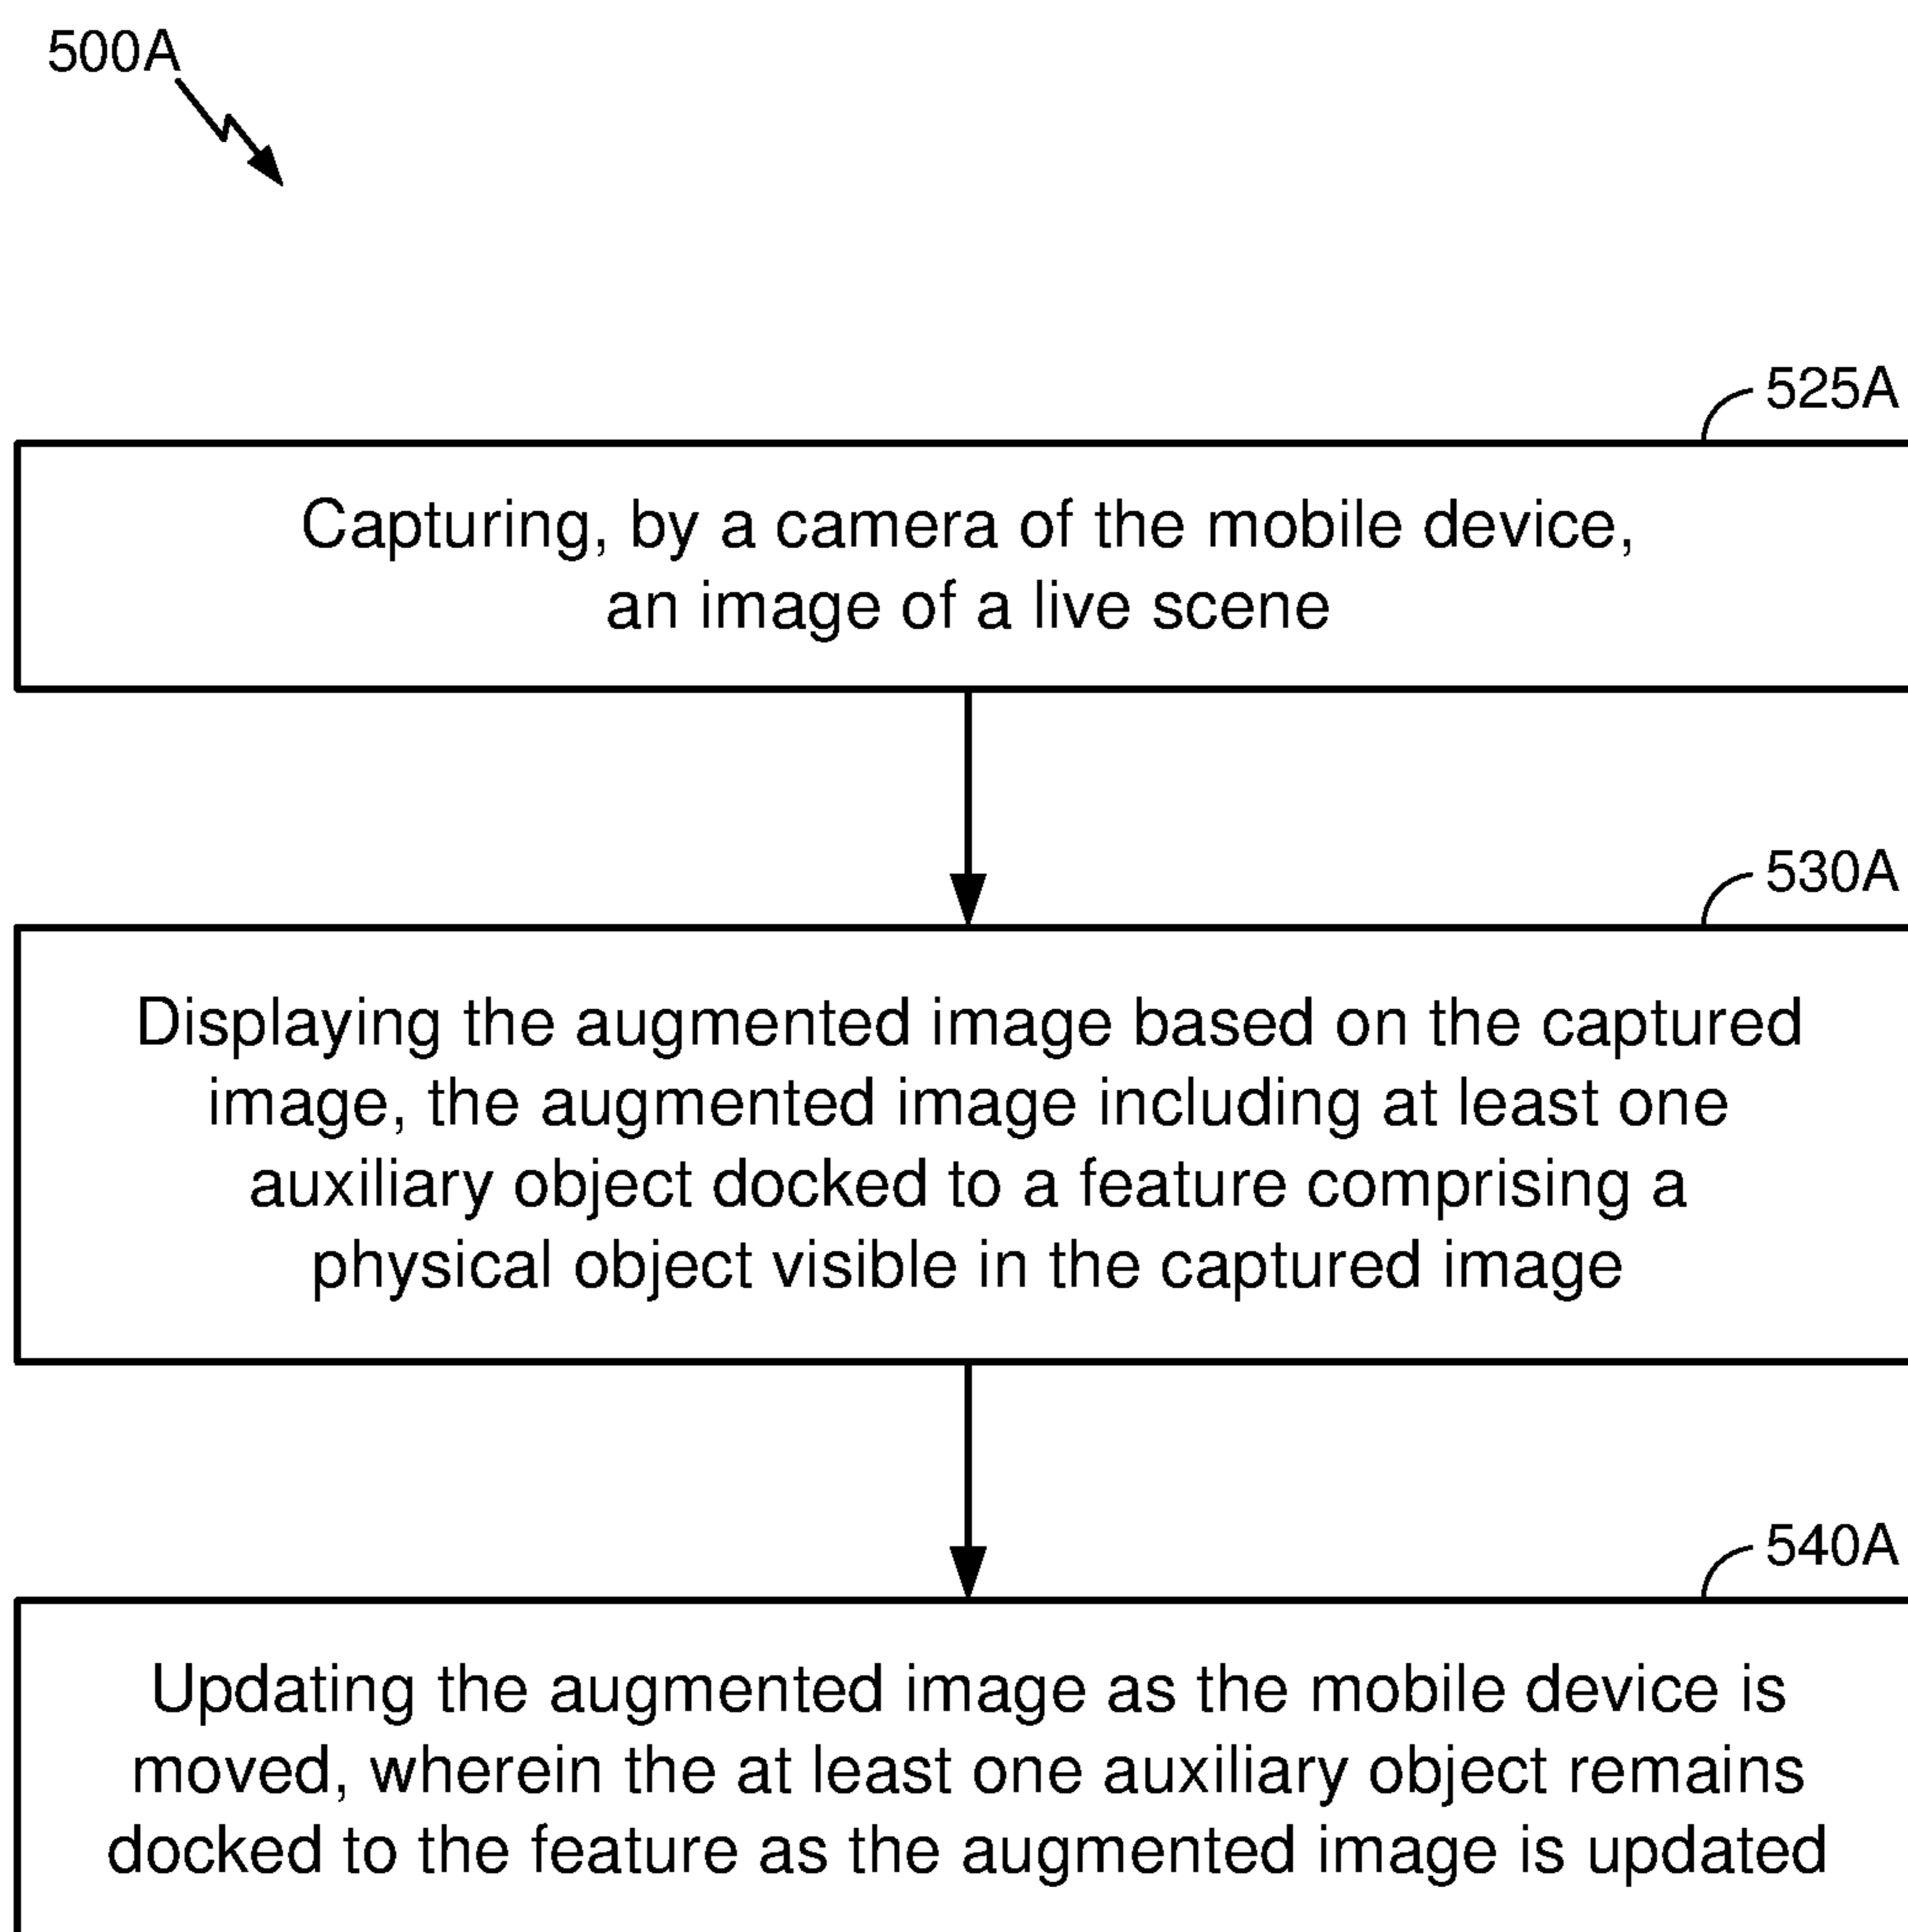 500A
525A
Capturing, by a camera of the mobile device,
an image of a live scene
530A
Displaying the augmented image based on the captured
image, the augmented image including at least one
auxiliary object docked to a feature comprising a
physical object visible in the captured image
540A
Updating the augmented image as the mobile device is
moved, wherein the at least one auxiliary object remains
docked to the feature as the augmented image is updated